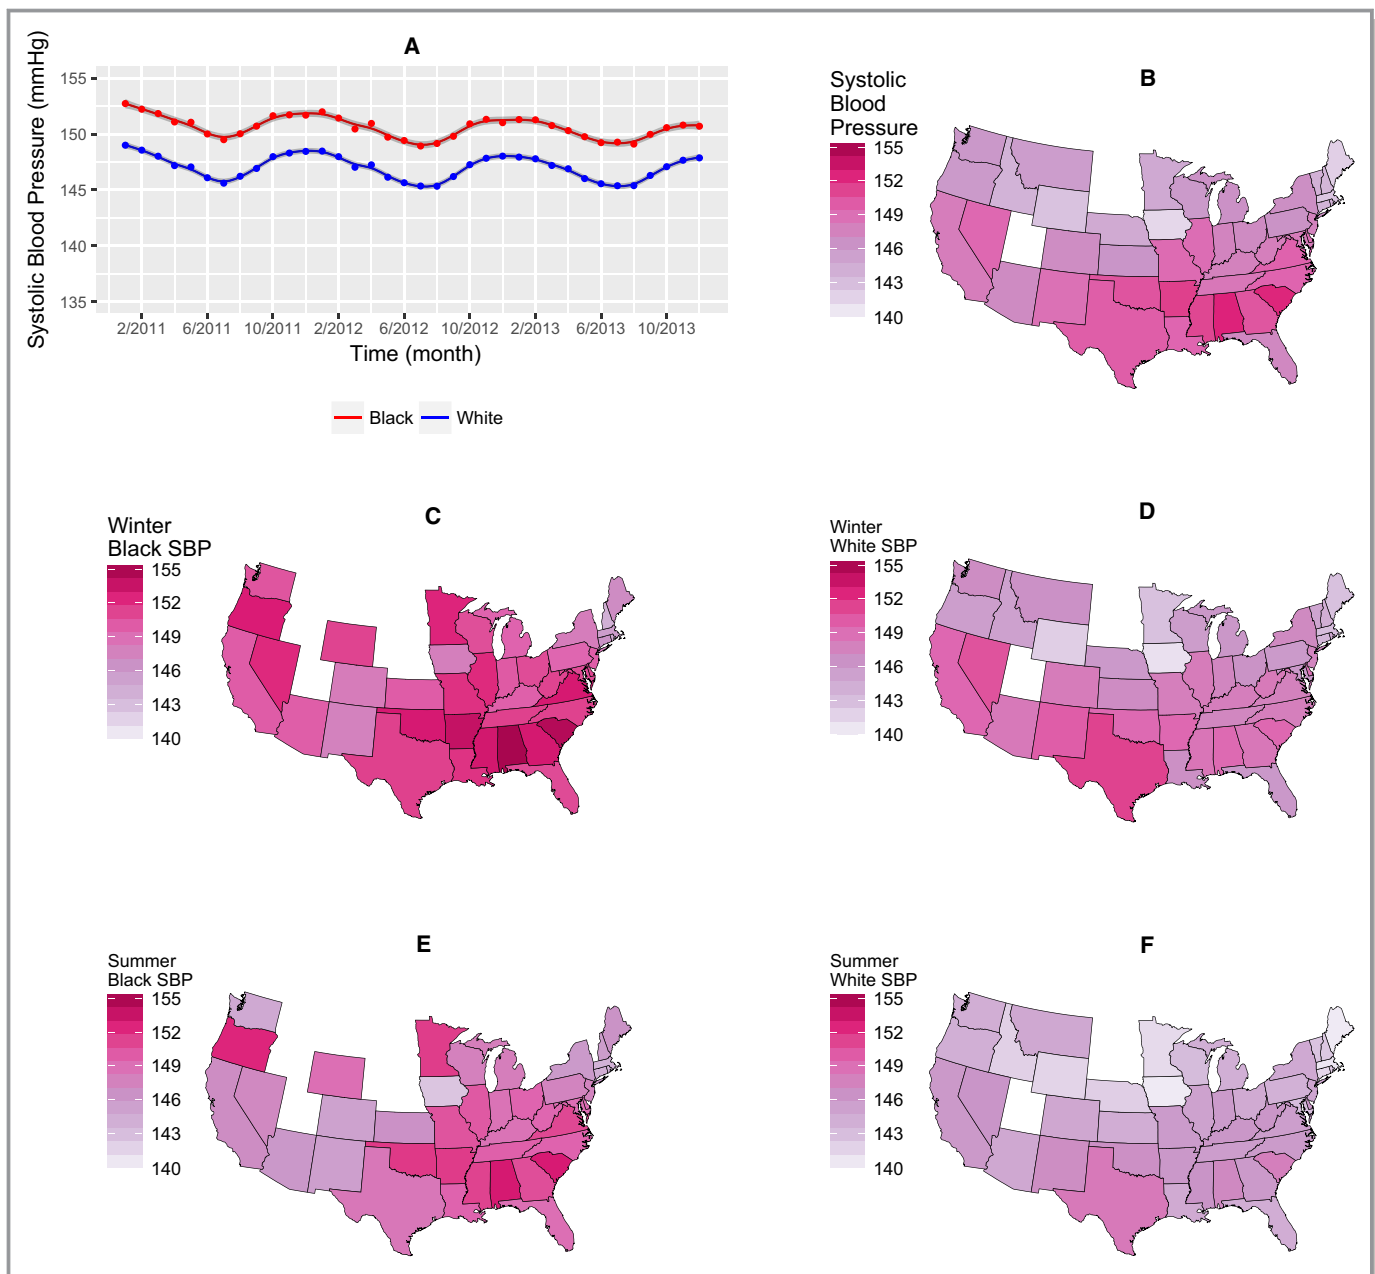 A
Systolic Blood Pressure (mmHg)
155
150
145
140
135
2/2011 6/2011 10/2011 2/2012 6/2012 10/2012 2/2013 6/2013 10/2013
Time (month)
Black White
B
Systolic
Blood
Pressure
155
152
149
146
143
140
C
Winter
Black SBP
155
152
149
146
143
140
D
Winter
White SBP
155
152
149
146
143
140
E
Summer
Black SBP
155
152
149
146
143
140
F
Summer
White SBP
155
152
149
146
143
140